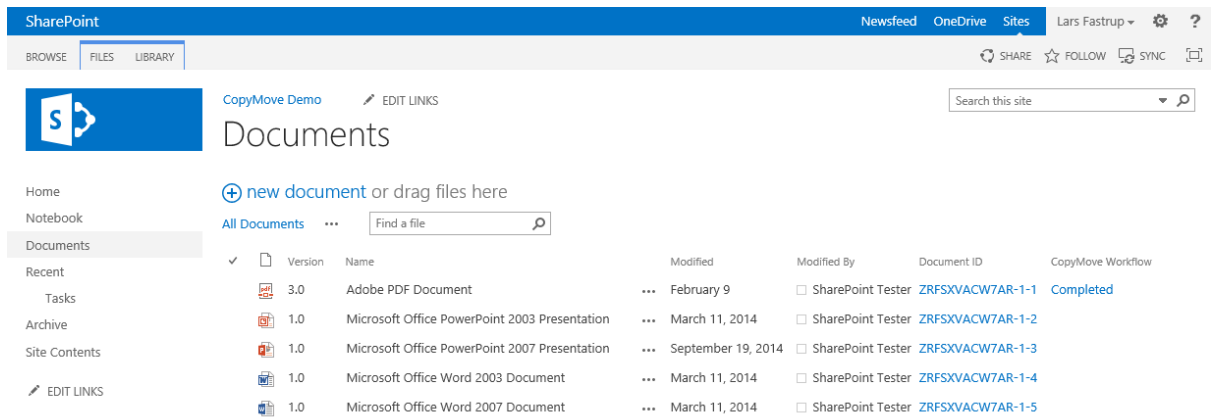 SharePoint Newsfeed OneDrive Sites Lars Fastrup ?
BROWSE FILES LIBRARY SHARE FOLLOW SYNC
S
CopyMove Demo EDIT LINKS
Search this site
Documents
Home
Notebook
Documents
Recent
Tasks
Archive
Site Contents
EDIT LINKS
new document or drag files here
All Documents ••• Find a file
Version Name Modified Modified By Document ID CopyMove Workflow
pdf 3.0 Adobe PDF Document ••• February 9 SharePoint Tester ZRFSXVACW7AR-1-1 Completed
1.0 Microsoft Office PowerPoint 2003 Presentation ••• March 11, 2014 SharePoint Tester ZRFSXVACW7AR-1-2
1.0 Microsoft Office PowerPoint 2007 Presentation ••• September 19, 2014 SharePoint Tester ZRFSXVACW7AR-1-3
1.0 Microsoft Office Word 2003 Document ••• March 11, 2014 SharePoint Tester ZRFSXVACW7AR-1-4
1.0 Microsoft Office Word 2007 Document ••• March 11, 2014 SharePoint Tester ZRFSXVACW7AR-1-5